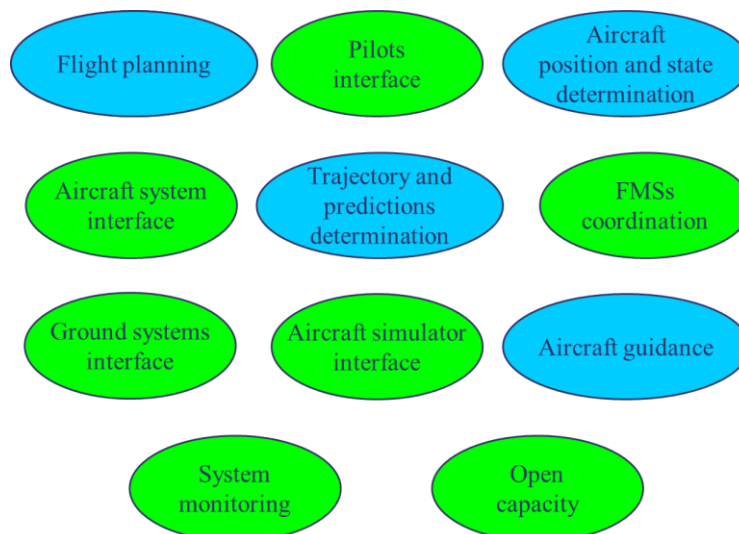 Flight planning
Pilots
interface
Aircraft
position and state
determination
Aircraft system
interface
Trajectory and
predictions
determination
FMSs
coordination
Ground systems
interface
Aircraft simulator
interface
Aircraft guidance
System
monitoring
Open
capacity